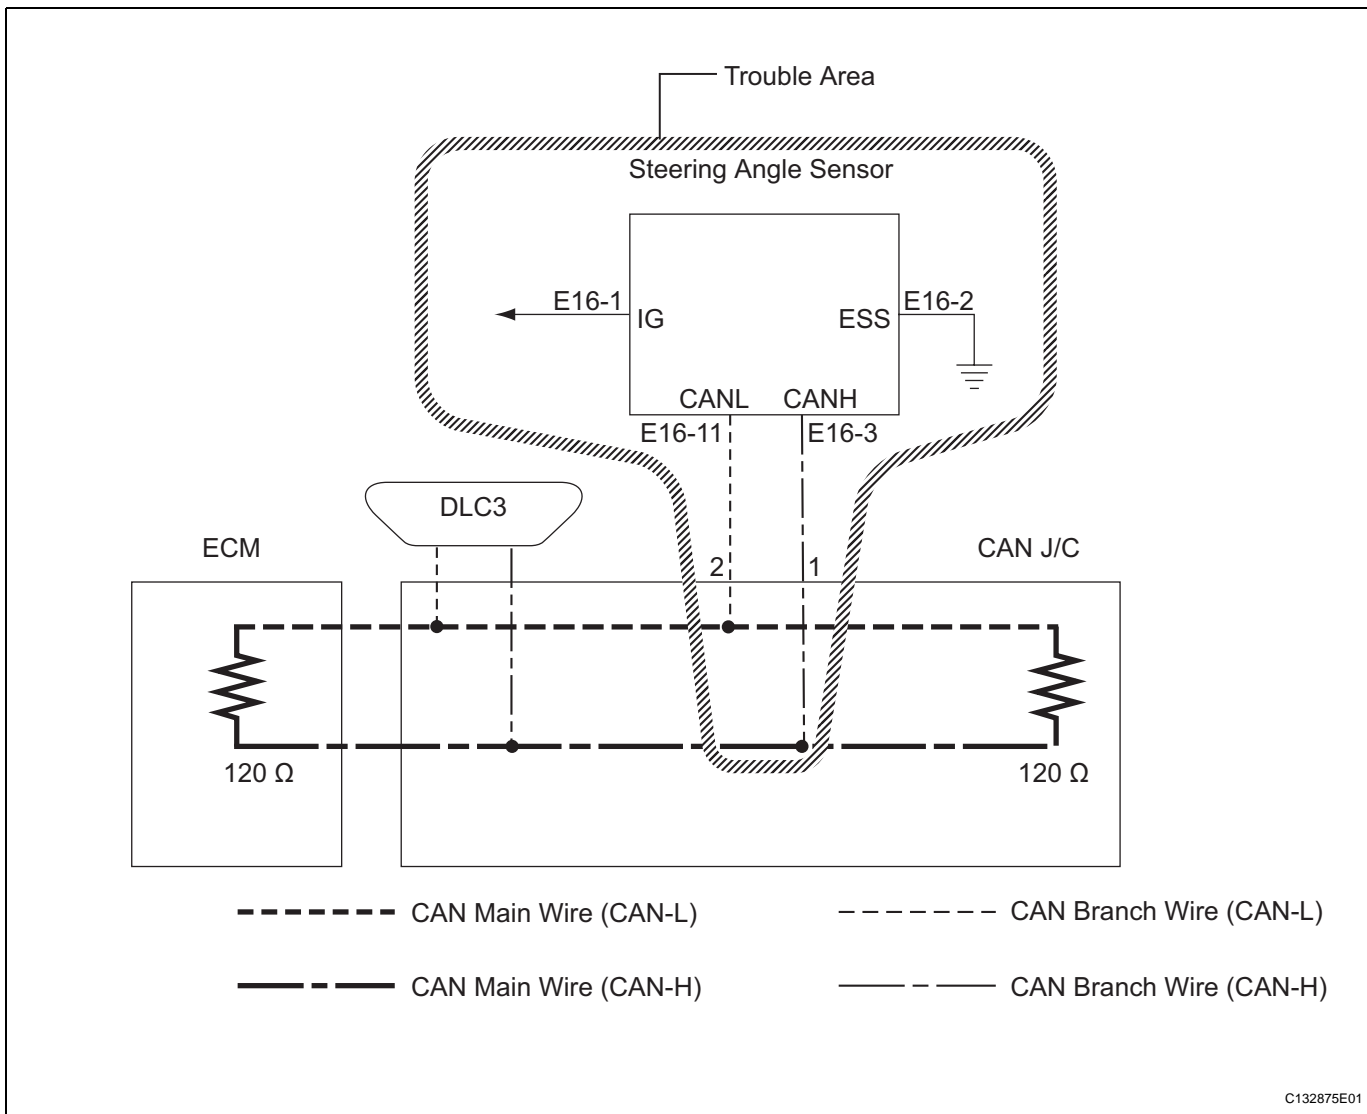 Trouble Area
Steering Angle Sensor
E16-1
IG
ESS
E16-2
CANL
CANH
E16-11
E16-3
DLC3
ECM
2
1
CAN J/C
120 Ω
120 Ω
CAN Main Wire (CAN-L)
CAN Branch Wire (CAN-L)
CAN Main Wire (CAN-H)
CAN Branch Wire (CAN-H)
C132875E01